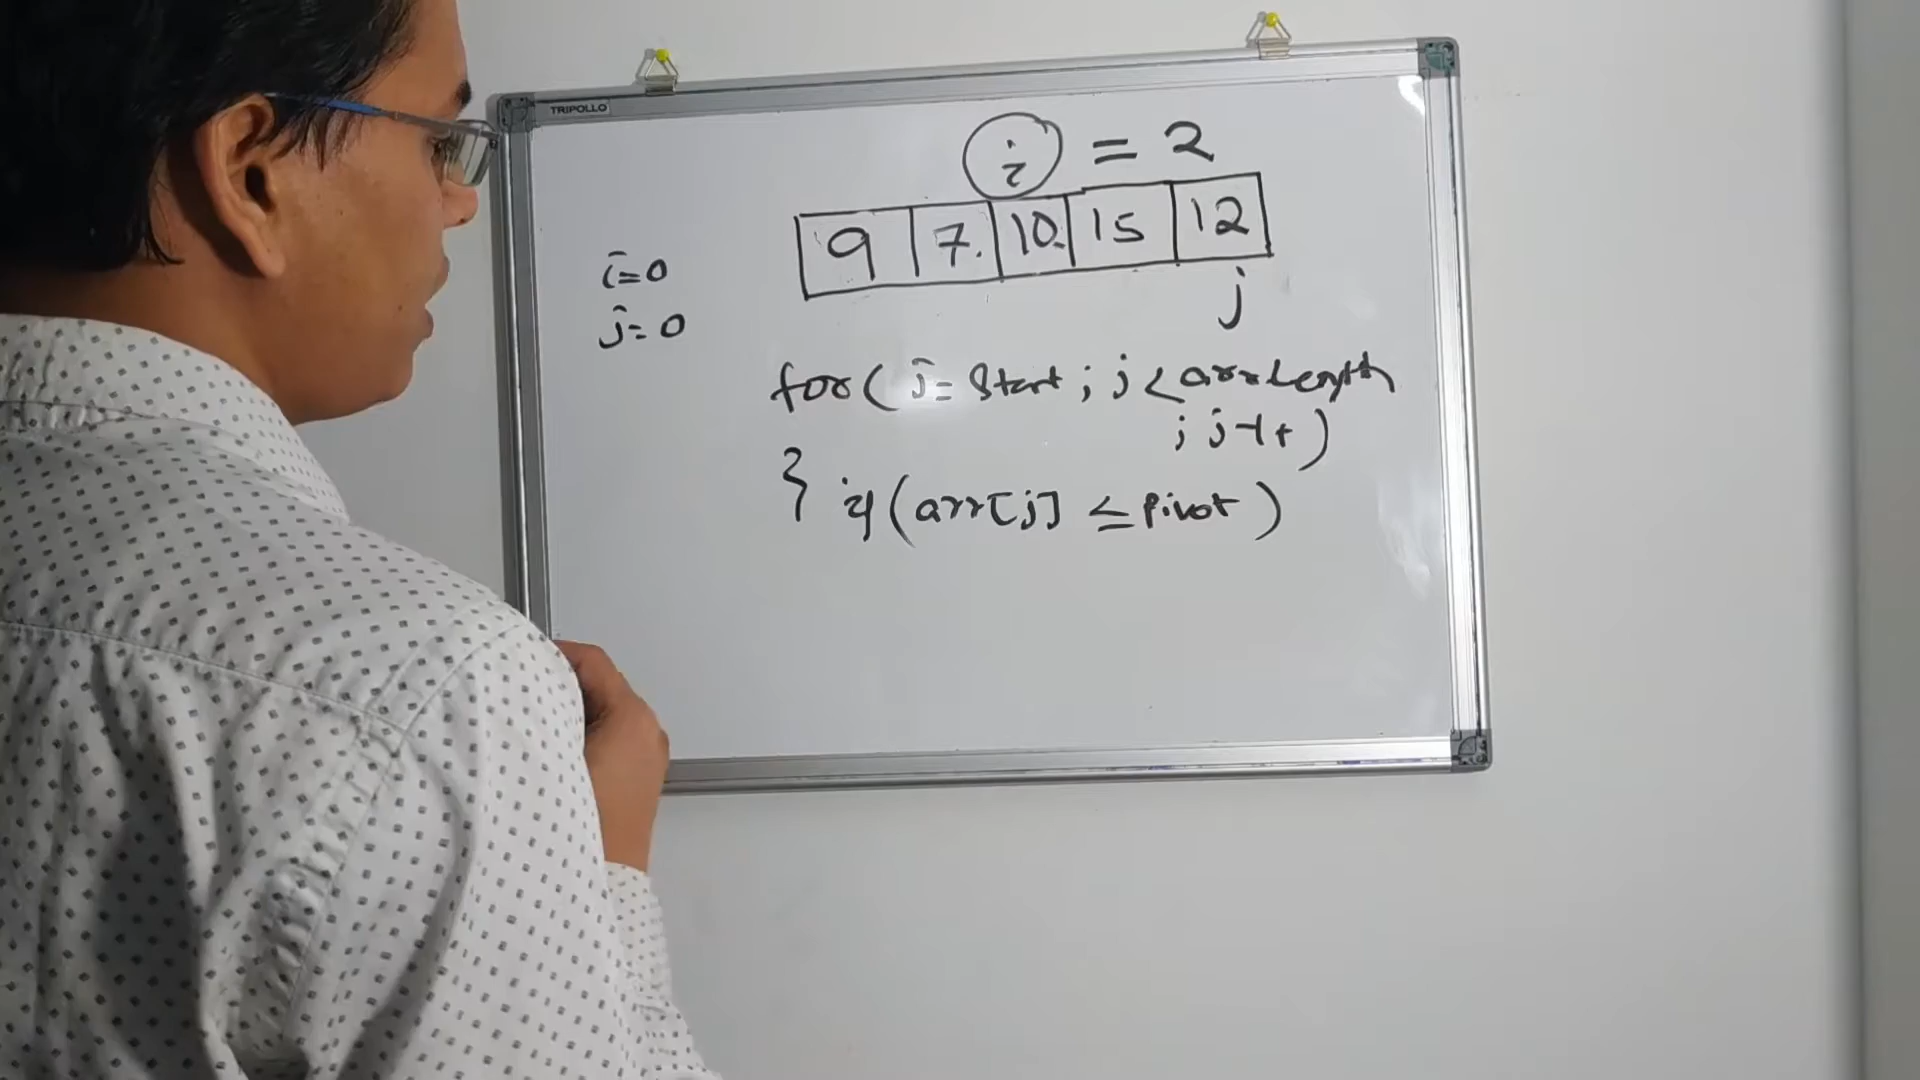 TRIPOLLO
i = 2
9 7. 10. 15 12
i=0
j=0
j
for( j= Start ; j < arr.Length
; j++)
} if (arr[j] ≤ Pivot)